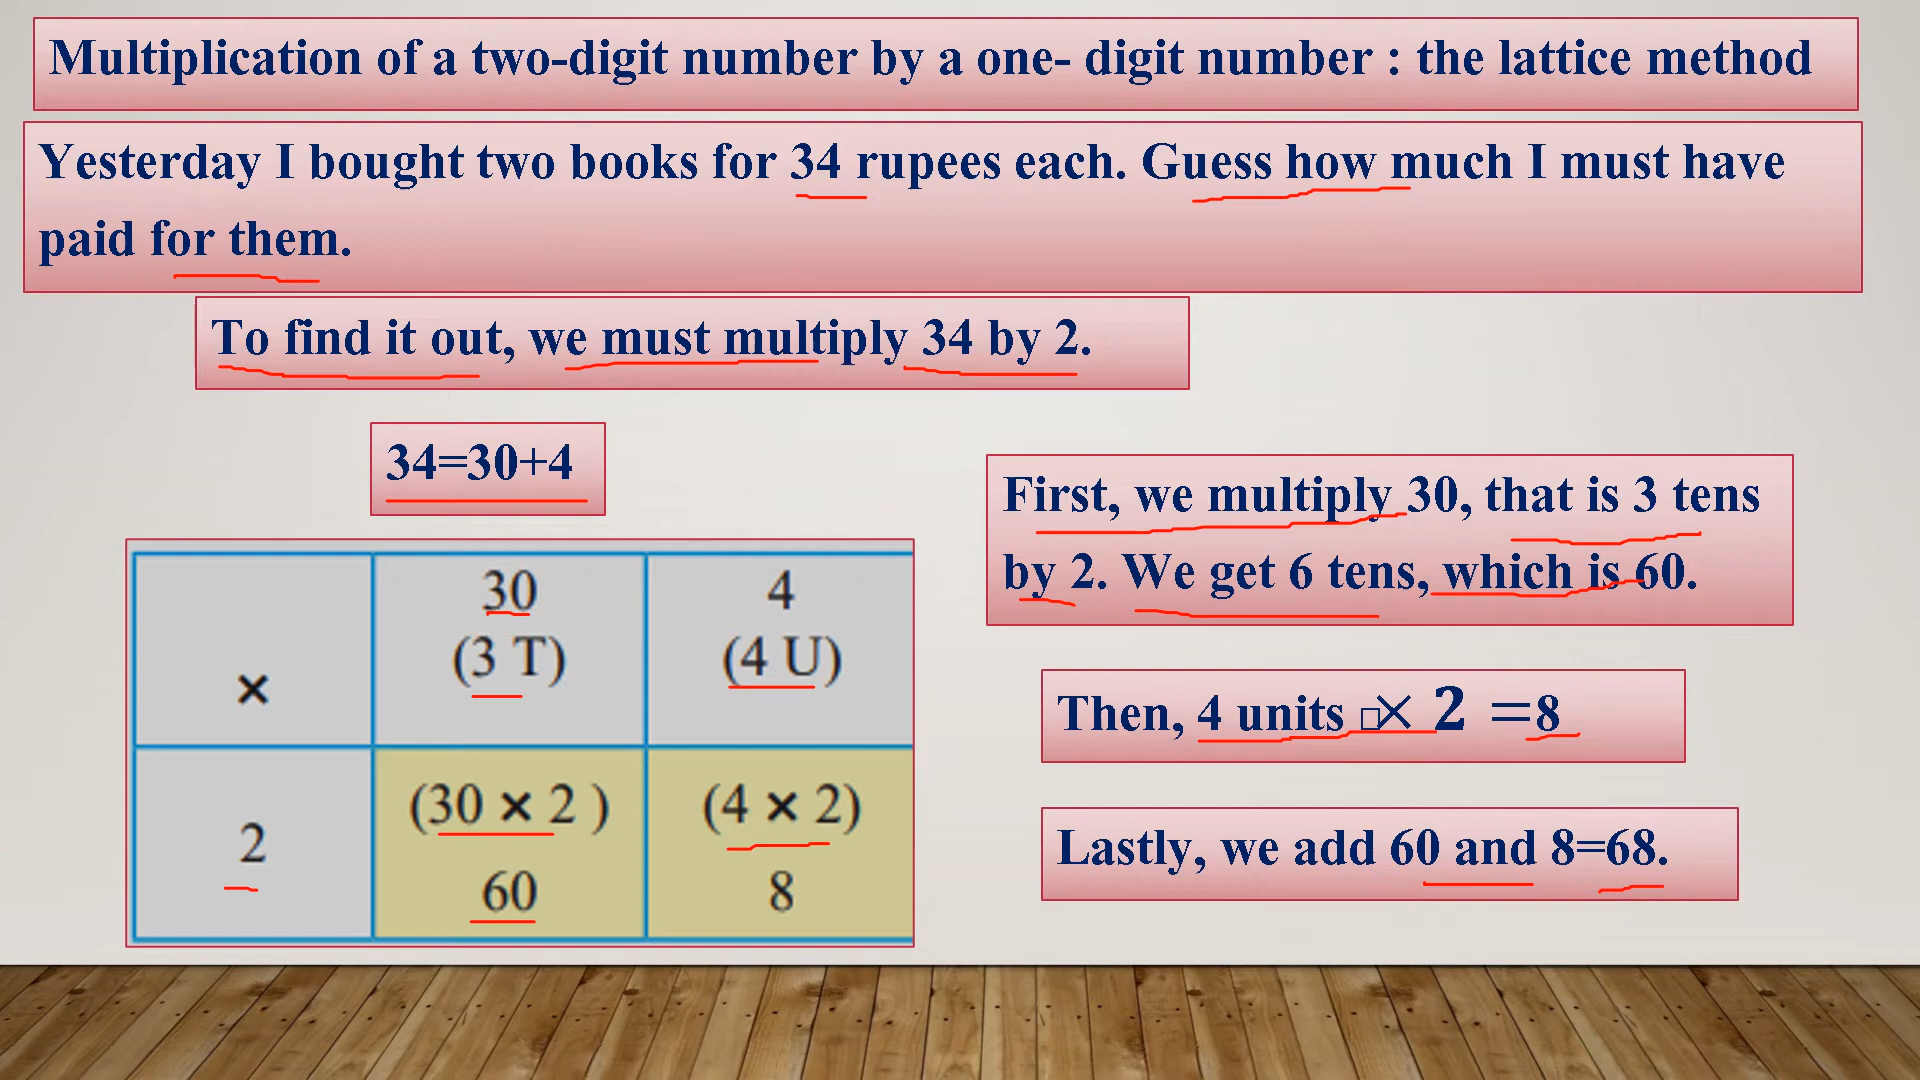 Multiplication of a two-digit number by a one- digit number : the lattice method
Yesterday I bought two books for 34 rupees each. Guess how much I must have
paid for them.
To find it out, we must multiply 34 by 2.
34=30+4
× 30 (3 T) 4 (4 U)
2 (30 × 2 ) 60 (4 × 2) 8
First, we multiply 30, that is 3 tens
by 2. We get 6 tens, which is 60.
Then, 4 units □× 2 =8
Lastly, we add 60 and 8=68.